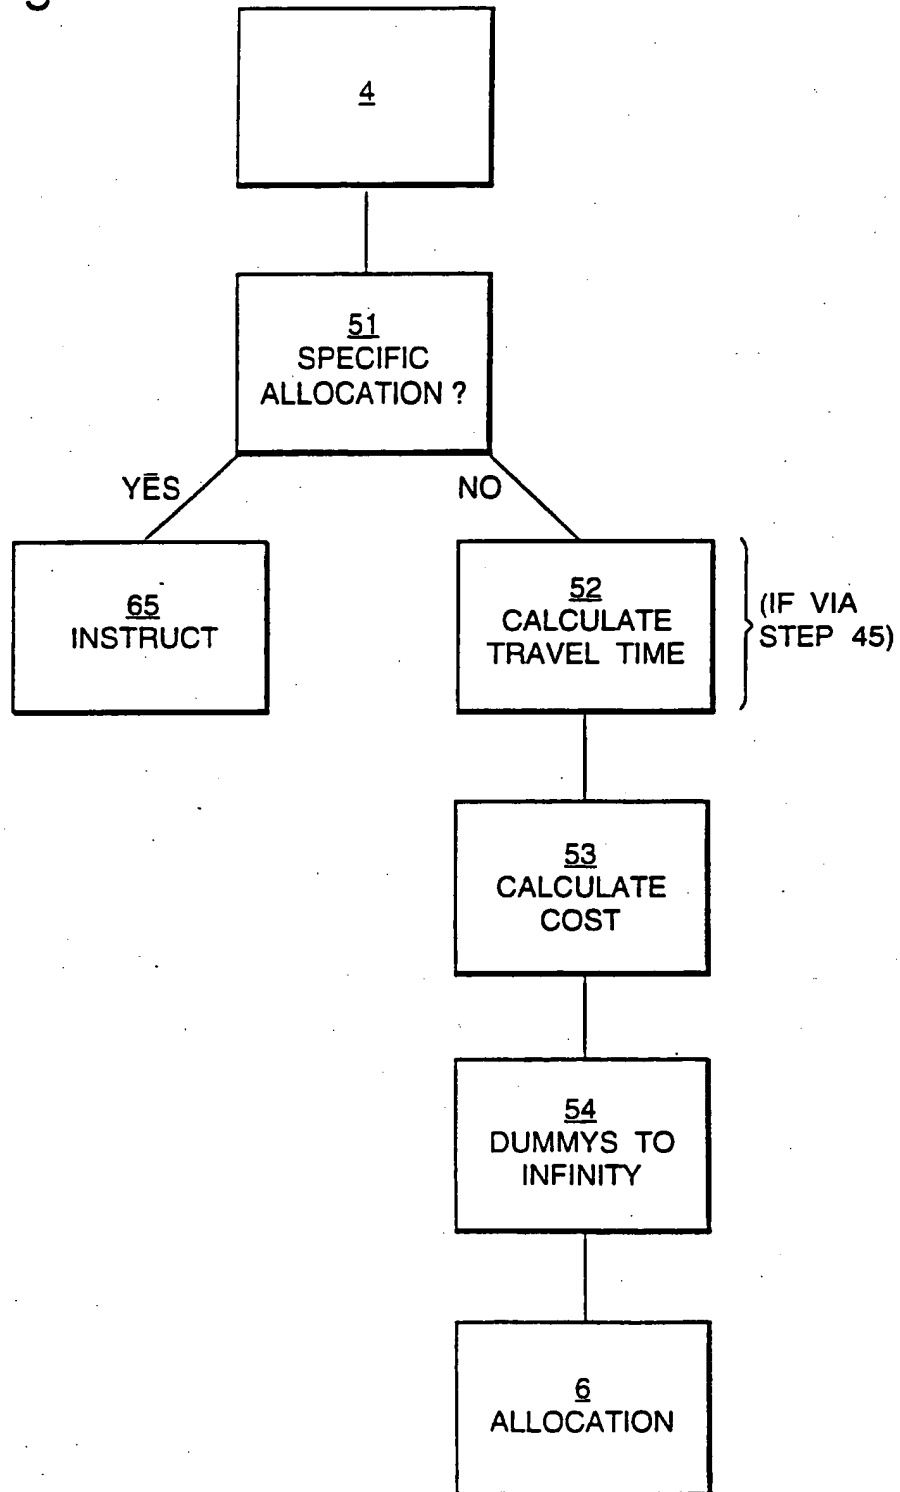 4
51
SPECIFIC
ALLOCATION ?
YES
NO
65
INSTRUCT
52
CALCULATE
TRAVEL TIME
(IF VIA
STEP 45)
53
CALCULATE
COST
54
DUMMYS TO
INFINITY
6
ALLOCATION